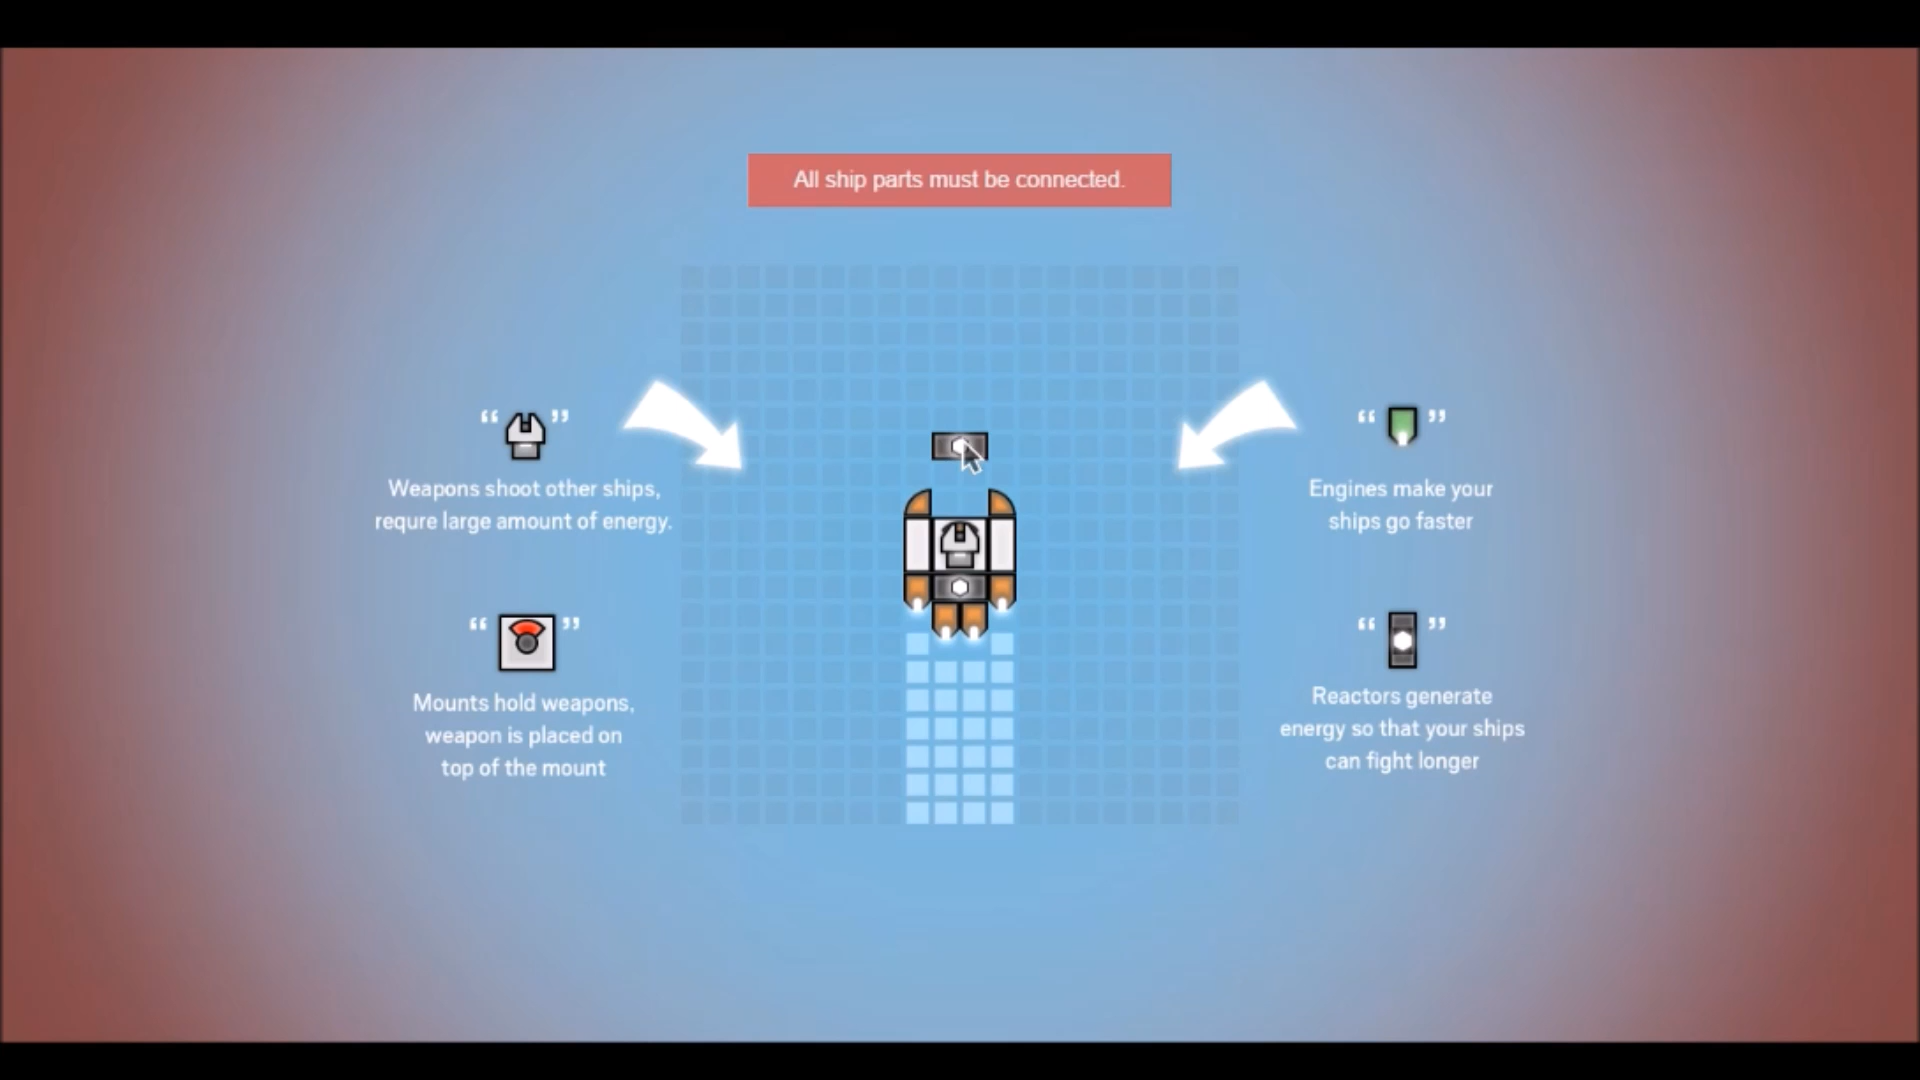 All ship parts must be connected.
“ ”
Weapons shoot other ships,
requre large amount of energy.
“ ”
Mounts hold weapons,
weapon is placed on
top of the mount
“ ”
Engines make your
ships go faster
“ ”
Reactors generate
energy so that your ships
can fight longer